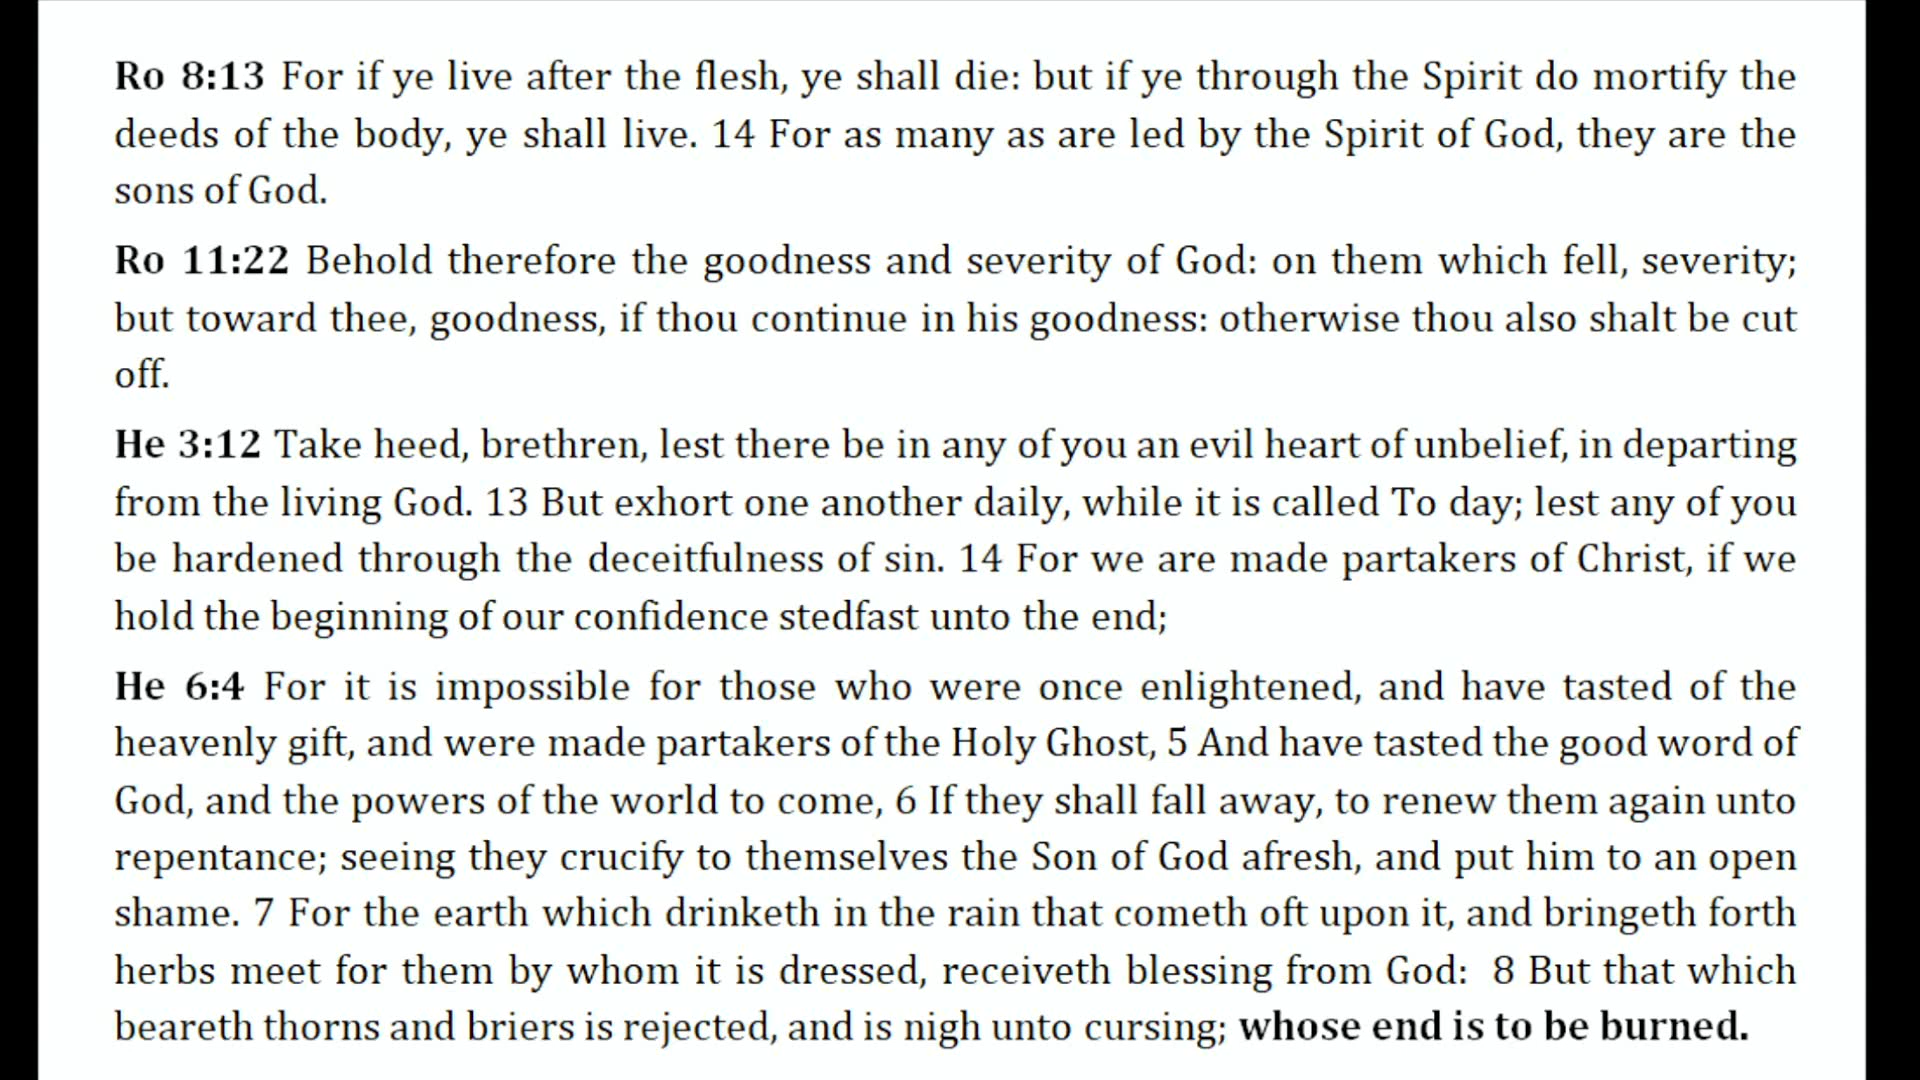 Ro 8:13 For if ye live after the flesh, ye shall die: but if ye through the Spirit do mortify the
deeds of the body, ye shall live. 14 For as many as are led by the Spirit of God, they are the
sons of God.
Ro 11:22 Behold therefore the goodness and severity of God: on them which fell, severity;
but toward thee, goodness, if thou continue in his goodness: otherwise thou also shalt be cut
off.
He 3:12 Take heed, brethren, lest there be in any of you an evil heart of unbelief, in departing
from the living God. 13 But exhort one another daily, while it is called To day; lest any of you
be hardened through the deceitfulness of sin. 14 For we are made partakers of Christ, if we
hold the beginning of our confidence stedfast unto the end;
He 6:4 For it is impossible for those who were once enlightened, and have tasted of the
heavenly gift, and were made partakers of the Holy Ghost, 5 And have tasted the good word of
God, and the powers of the world to come, 6 If they shall fall away, to renew them again unto
repentance; seeing they crucify to themselves the Son of God afresh, and put him to an open
shame. 7 For the earth which drinketh in the rain that cometh oft upon it, and bringeth forth
herbs meet for them by whom it is dressed, receiveth blessing from God: 8 But that which
beareth thorns and briers is rejected, and is nigh unto cursing; whose end is to be burned.